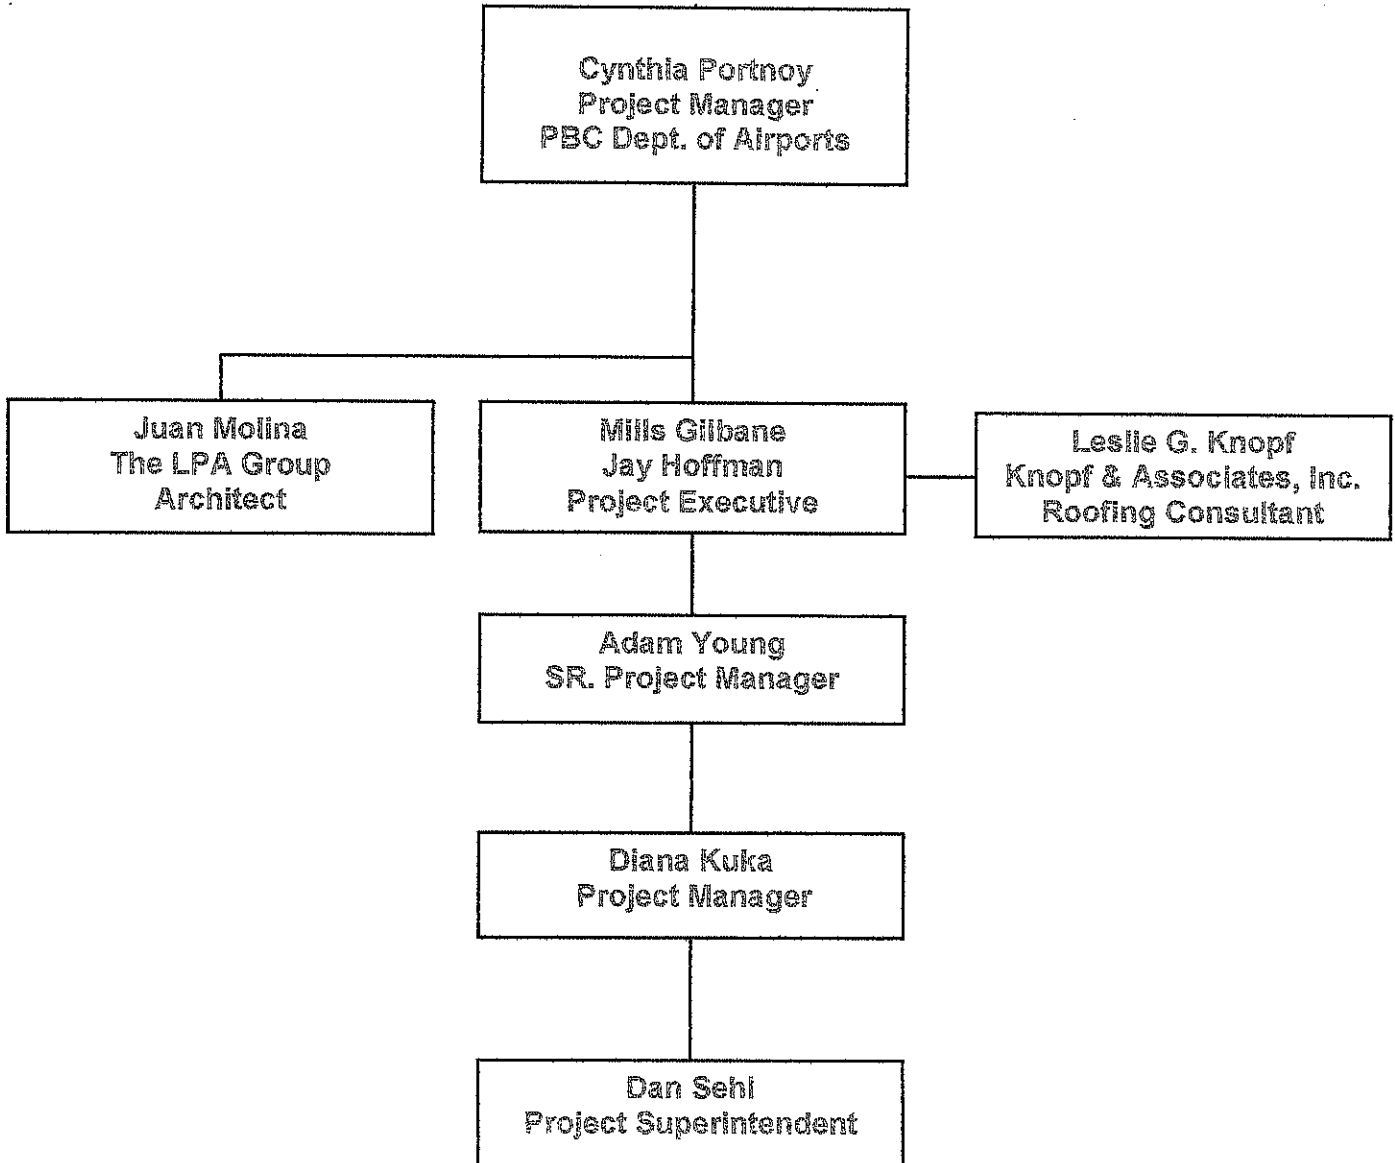 Cynthia Portnoy
Project Manager
PBC Dept. of Airports
Juan Molina
The LPA Group
Architect
Mills Gilbane
Jay Hoffman
Project Executive
Leslie G. Knopf
Knopf & Associates, Inc.
Roofing Consultant
Adam Young
SR. Project Manager
Diana Kuka
Project Manager
Dan Sehl
Project Superintendent